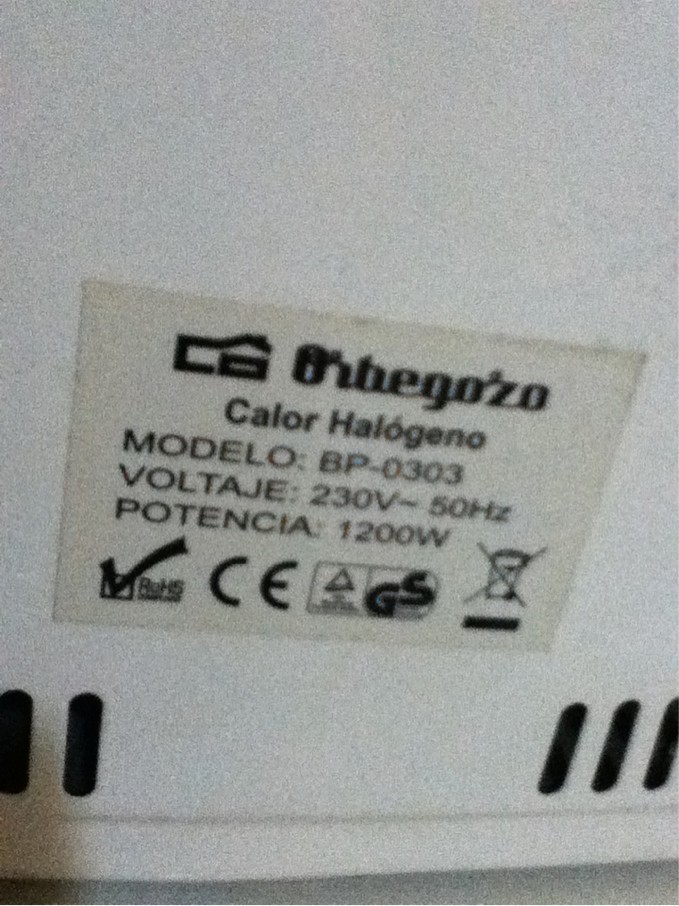 Orbegozo
Calor Halógeno
MODELO: BP-0303
VOLTAJE: 230V~ 50Hz
POTENCIA: 1200W
RoHS CE GS